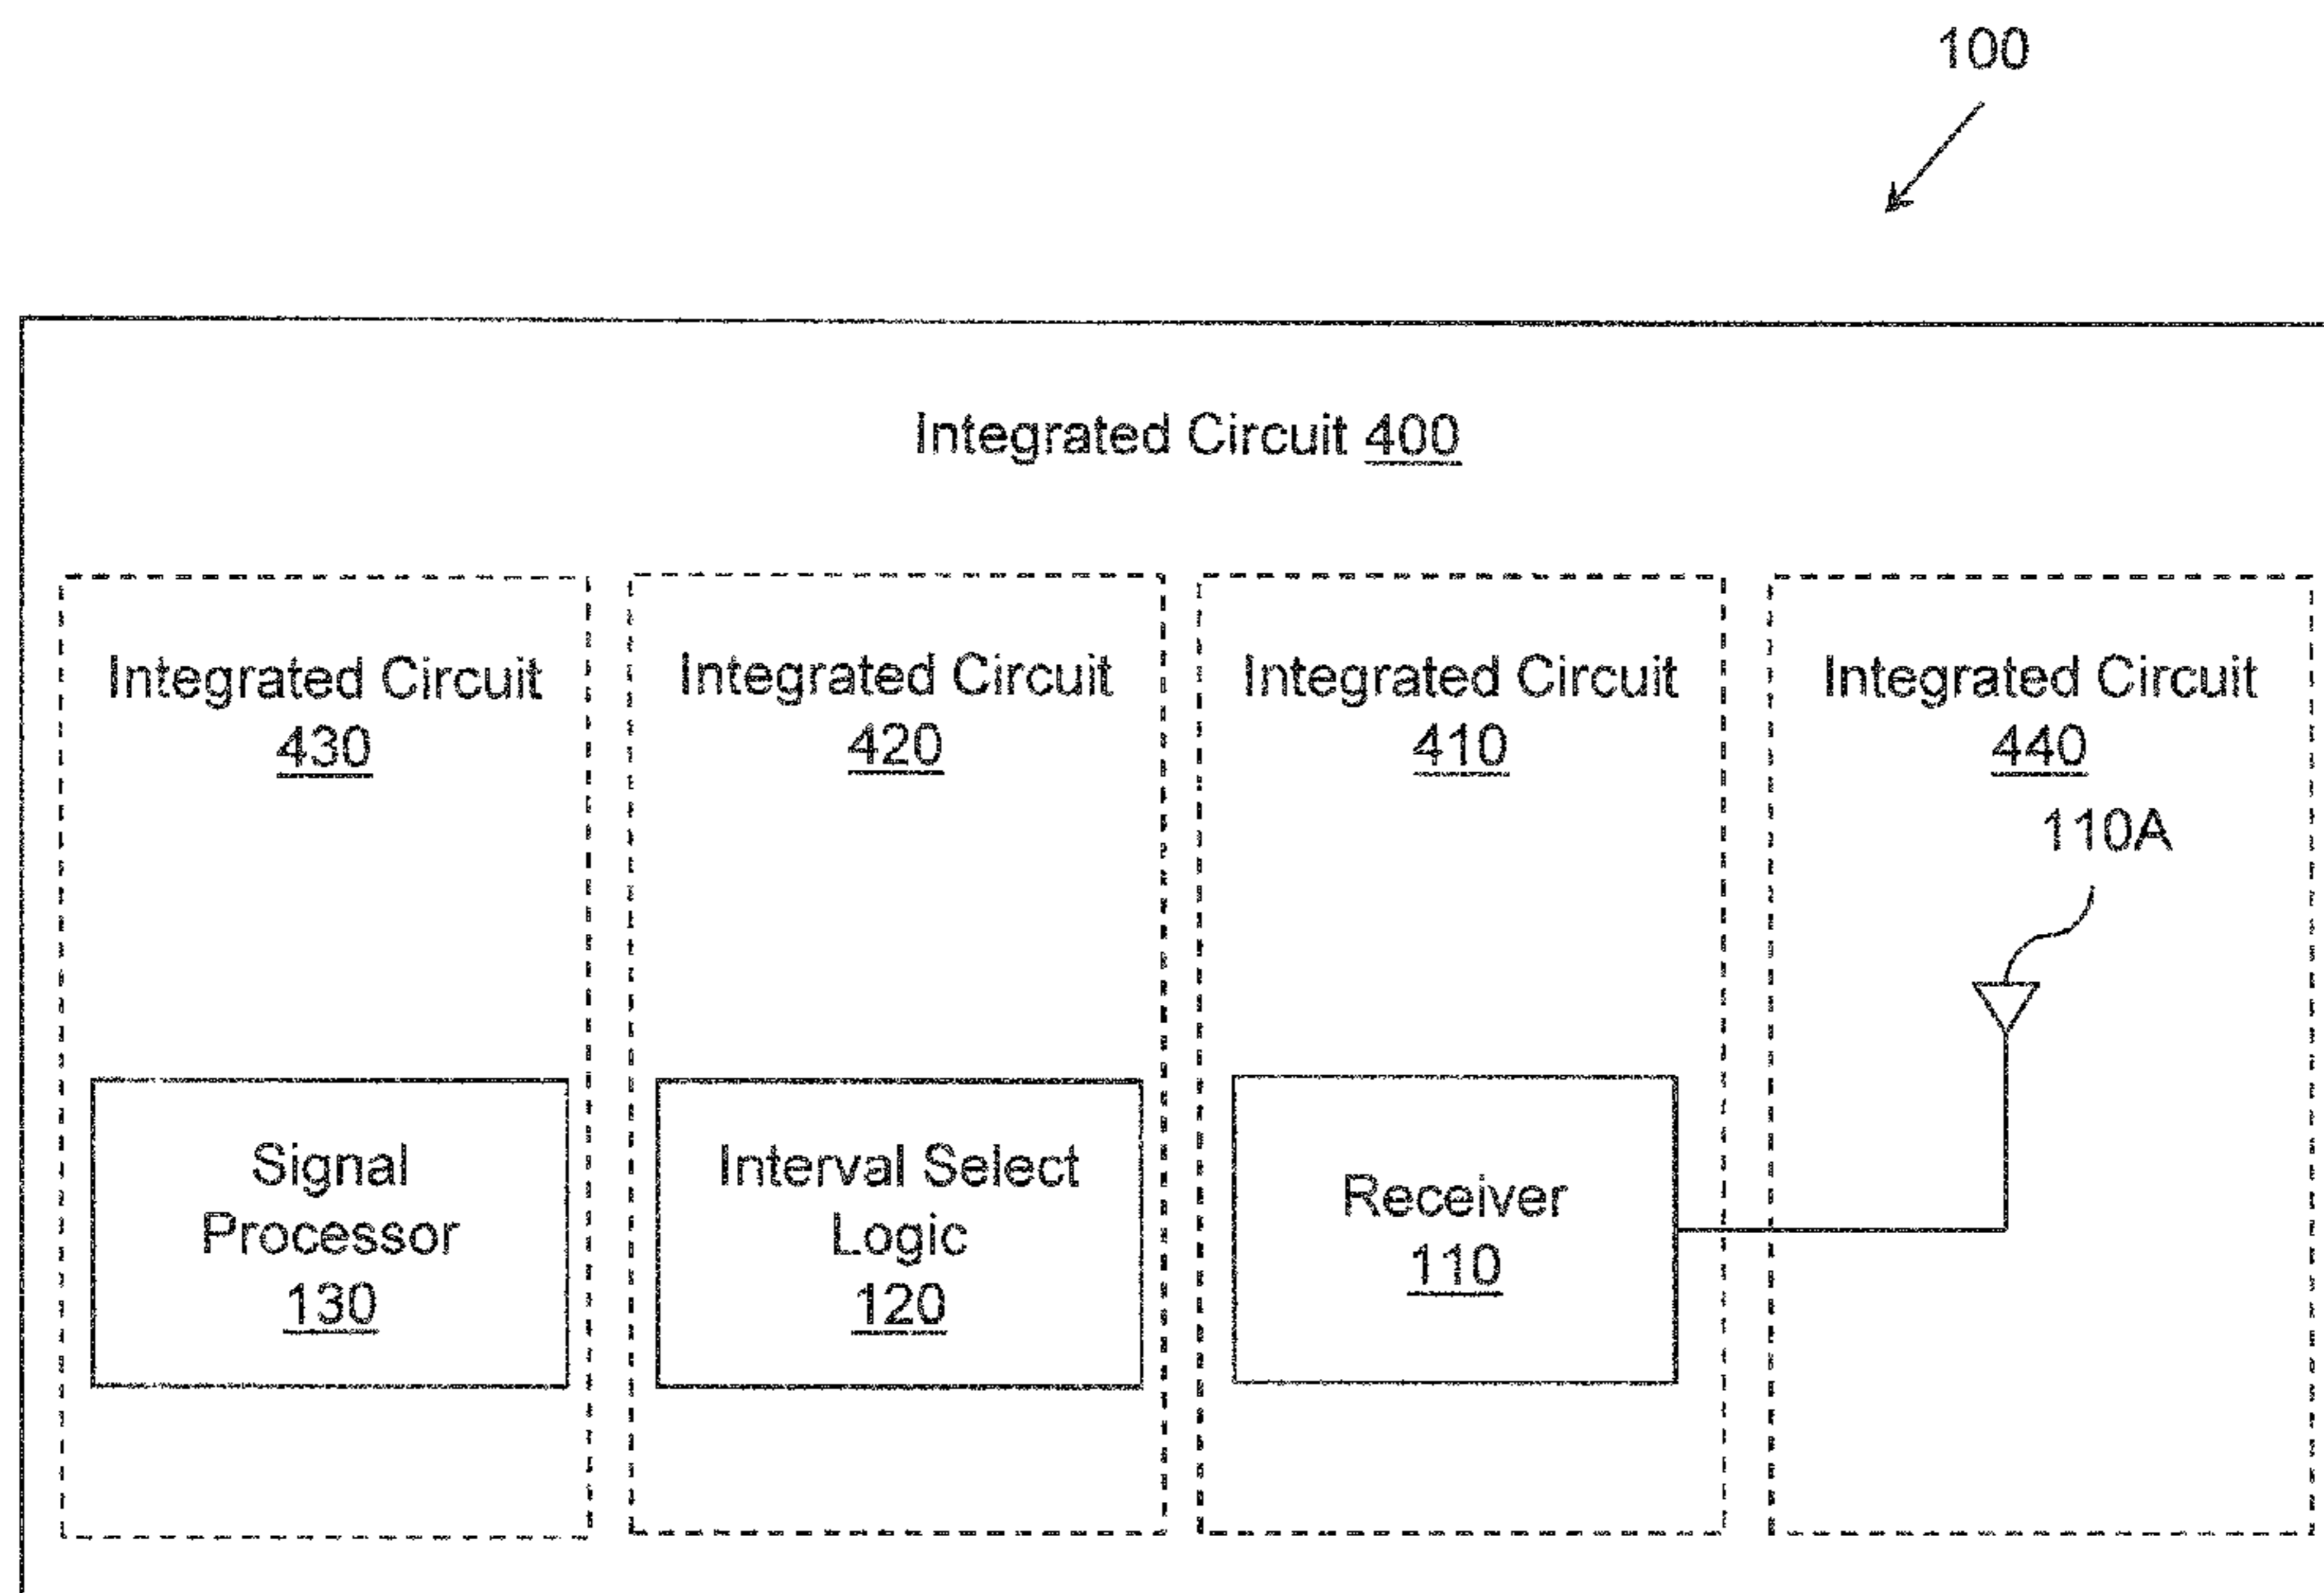 100
Integrated Circuit 400
Integrated Circuit
430
Integrated Circuit
420
Integrated Circuit
410
Integrated Circuit
440
110A
Signal
Processor
130
Interval Select
Logic
120
Receiver
110